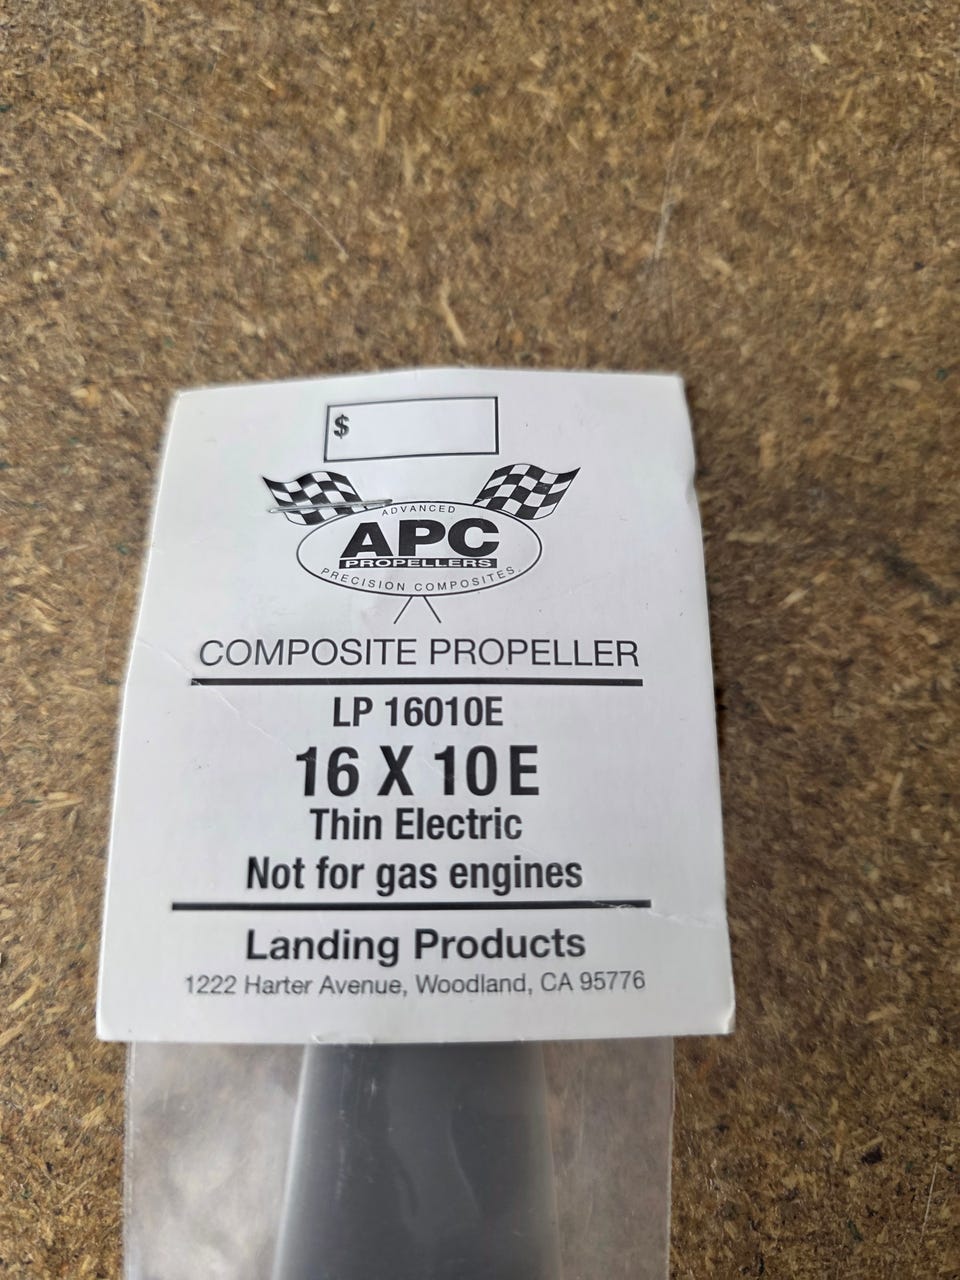 $
ADVANCED
APC
PROPELLERS
PRECISION COMPOSITES.
COMPOSITE PROPELLER
LP 16010E
16 X 10E
Thin Electric
Not for gas engines
Landing Products
1222 Harter Avenue, Woodland, CA 95776